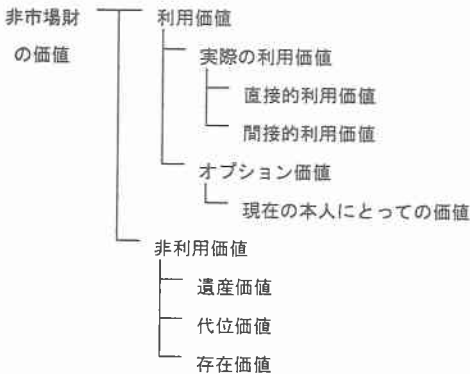 非市場財
の価値
利用価値
実際の利用価値
直接的利用価値
間接的利用価値
オプション価値
現在の本人にとっての価値
非利用価値
遺産価値
代位価値
存在価値